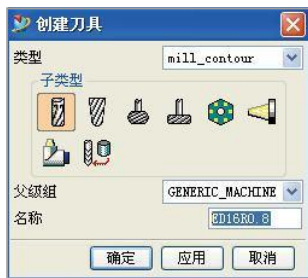 创建刀具
类型
mill_contour
子类型
父级组
GENERIC_MACHINE
名称
ED16R0.8
确定
应用
取消